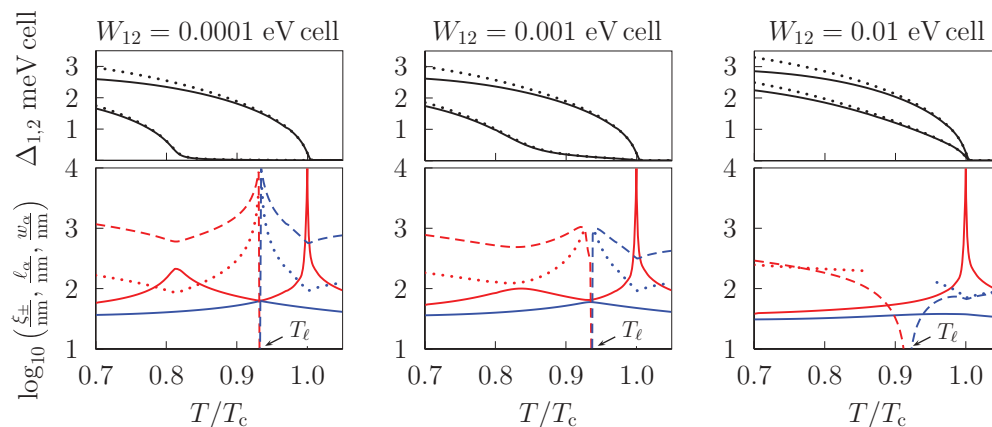 W₁₂ = 0.0001 eV cell
W₁₂ = 0.001 eV cell
W₁₂ = 0.01 eV cell
Δ₁,₂ meV cell
3
2
1
3
2
1
3
2
1
log₁₀ (ξ±/nm, ℓα/nm, wα/nm)
4
3
2
1
4
3
2
1
4
3
2
1
Tℓ
Tℓ
Tℓ
0.7 0.8 0.9 1.0
0.7 0.8 0.9 1.0
0.7 0.8 0.9 1.0
T/Tc
T/Tc
T/Tc